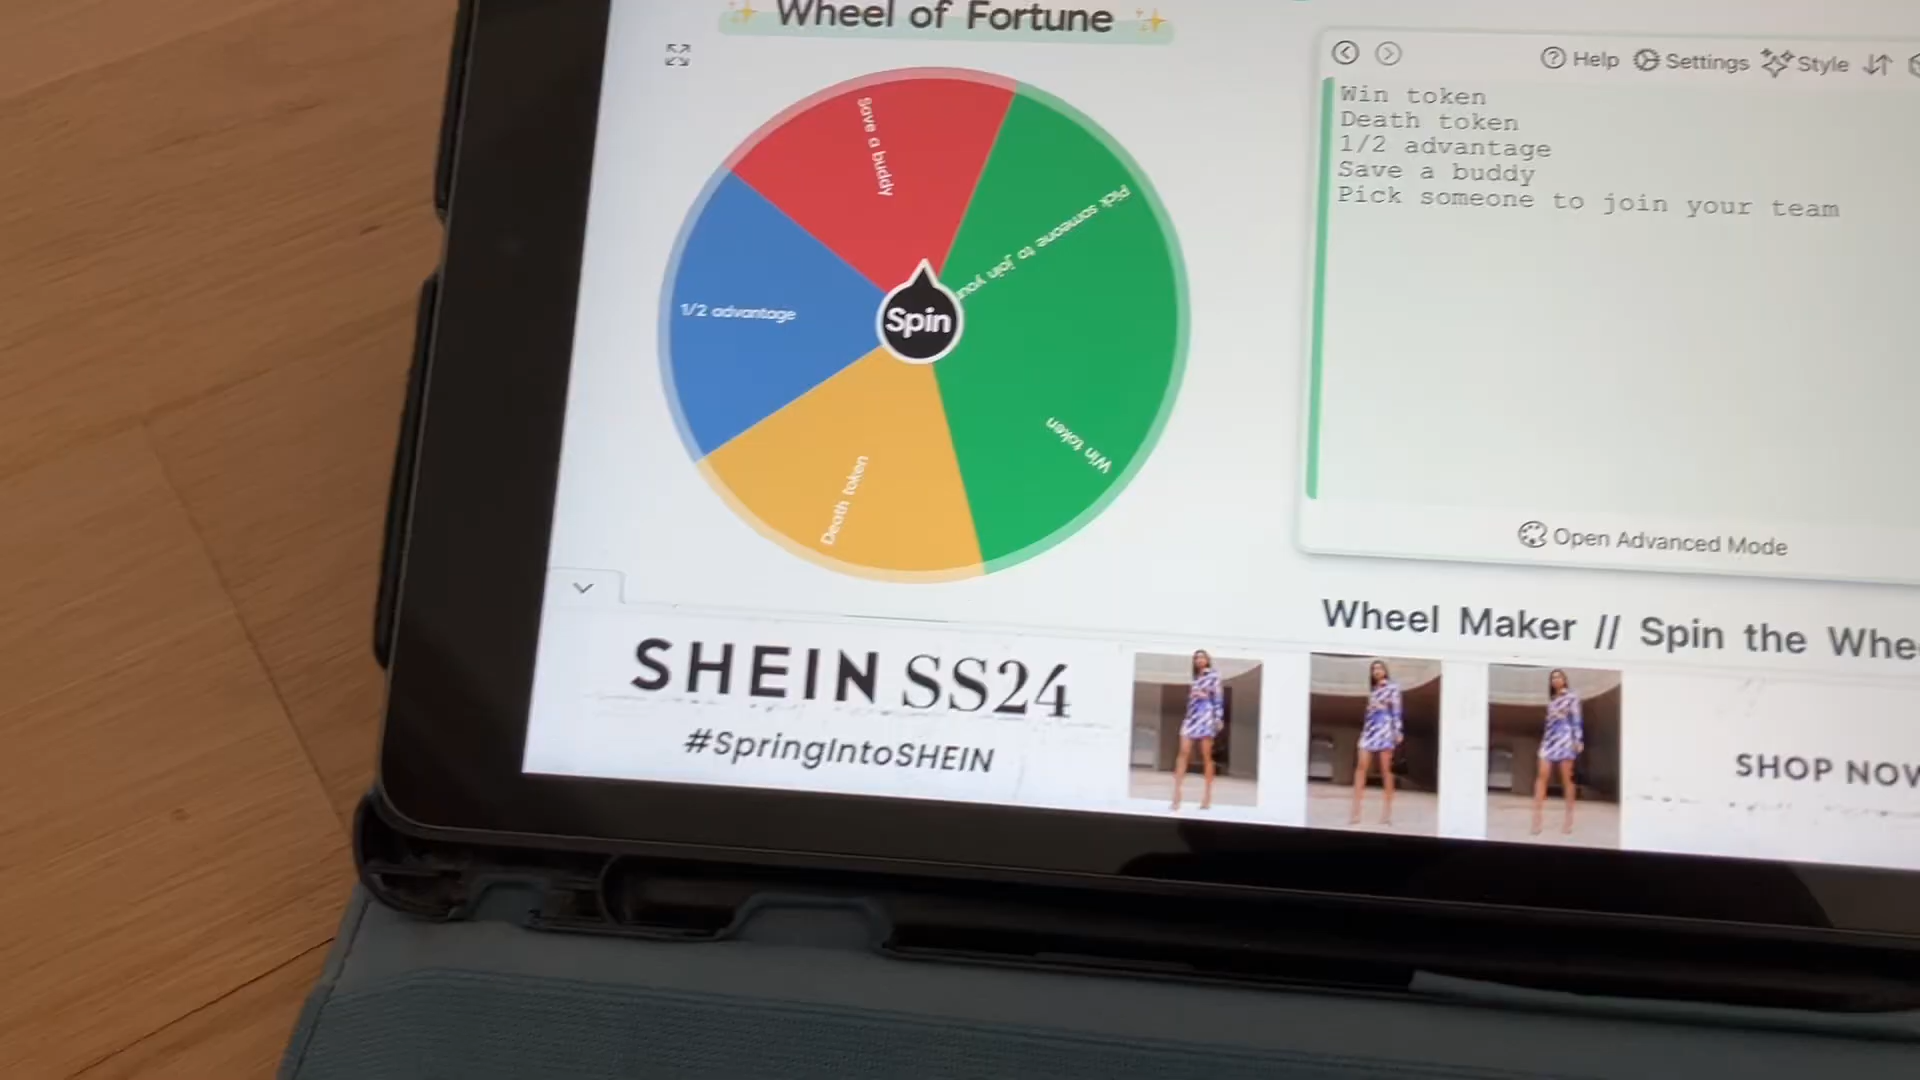 Wheel of Fortune
Help Settings Style
Win token
Death token
1/2 advantage
Save a buddy
Pick someone to join your team
Save a buddy
Pick someone to join your
1/2 advantage
Spin
Win token
Death token
Open Advanced Mode
Wheel Maker // Spin the Whe
SHEIN SS24
#SpringIntoSHEIN
SHOP NOW